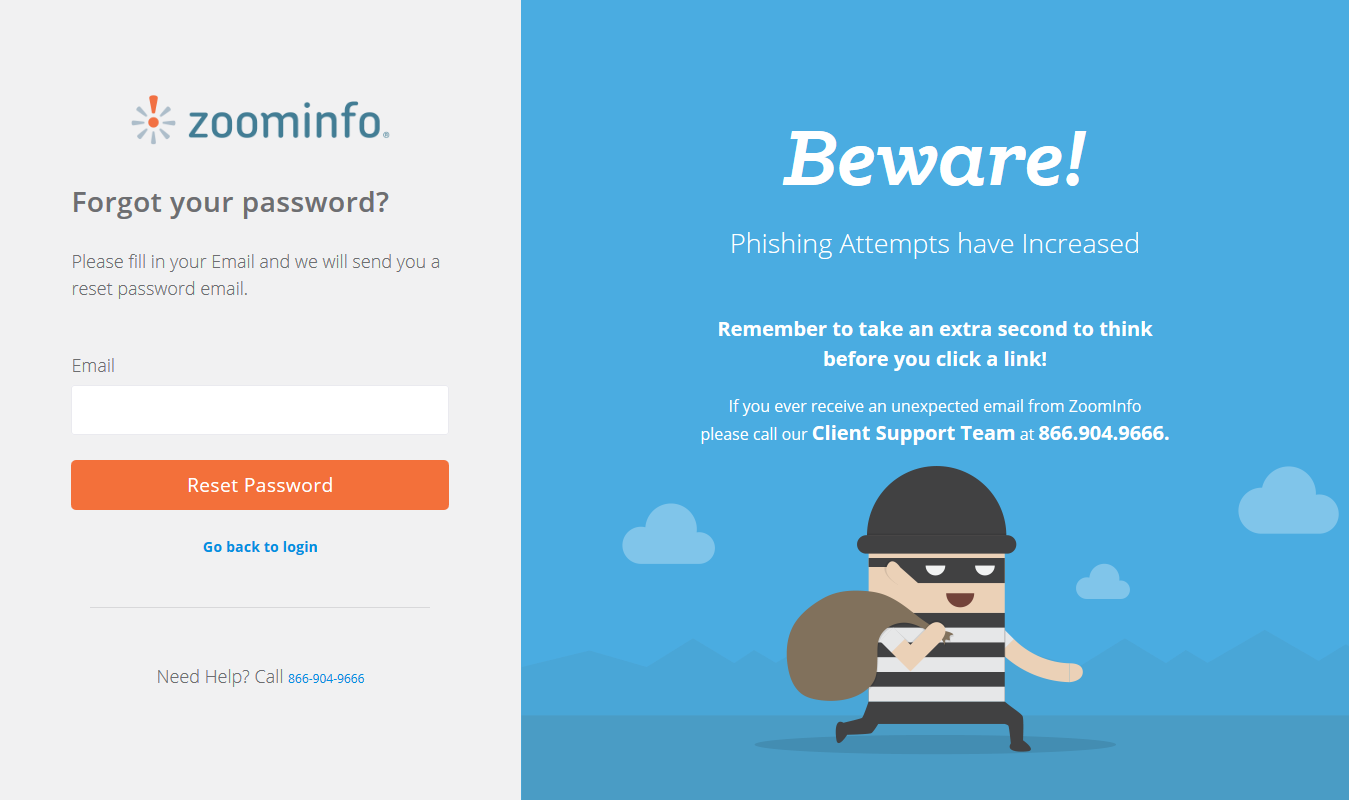 zoominfo®
Forgot your password?
Please fill in your Email and we will send you a
reset password email.
Email
Reset Password
Go back to login
Need Help? Call 866-904-9666
Beware!
Phishing Attempts have Increased
Remember to take an extra second to think
before you click a link!
If you ever receive an unexpected email from ZoomInfo
please call our Client Support Team at 866.904.9666.